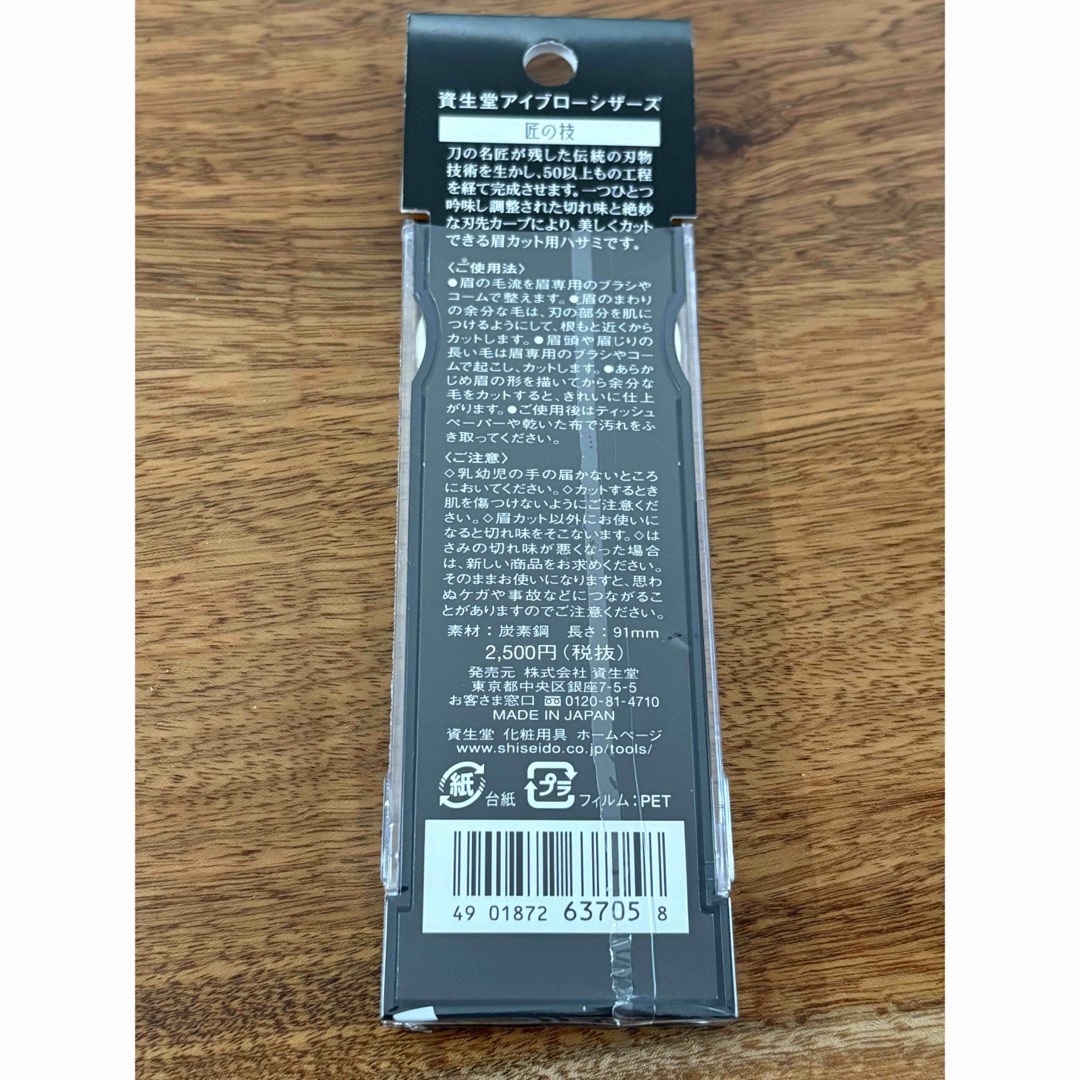 資生堂アイブローシザーズ
匠の技
刀の名匠が残した伝統の刃物
技術を生かし、50以上もの工程
を経て完成させます。一つひとつ
吟味し調整された切れ味と絶妙
な刃先カーブにより、美しくカット
できる眉カット用ハサミです。
〈ご使用法〉
●眉の毛流を眉専用のブラシや
コームで整えます。●眉のまわり
の余分な毛は、刃の部分を肌に
つけるようにして、根もと近くから
カットします。●眉頭や眉じりの
長い毛は眉専用のブラシやコー
ムで起こし、カットします。●あらか
じめ眉の形を描いてから余分な
毛をカットすると、きれいに仕上
がります。●ご使用後はティッシュ
ペーパーや乾いた布で汚れをふ
き取ってください。
〈ご注意〉
◇乳幼児の手の届かないところ
においてください。◇カットするとき
肌を傷つけないようにご注意くだ
さい。◇眉カット以外にお使いに
なると切れ味をそこないます。◇は
さみの切れ味が悪くなった場合
は、新しい商品をお求めください。
そのままお使いになりますと、思わ
ぬケガや事故などにつながるこ
とがありますのでご注意ください。
素材：炭素鋼 長さ：91mm
2,500円（税抜）
発売元 株式会社 資生堂
東京都中央区銀座7-5-5
お客さま窓口 0120-81-4710
MADE IN JAPAN
資生堂 化粧用具 ホームページ
www.shiseido.co.jp/tools/
紙 台紙 プラ フィルム：PET
49 01872 63705 8